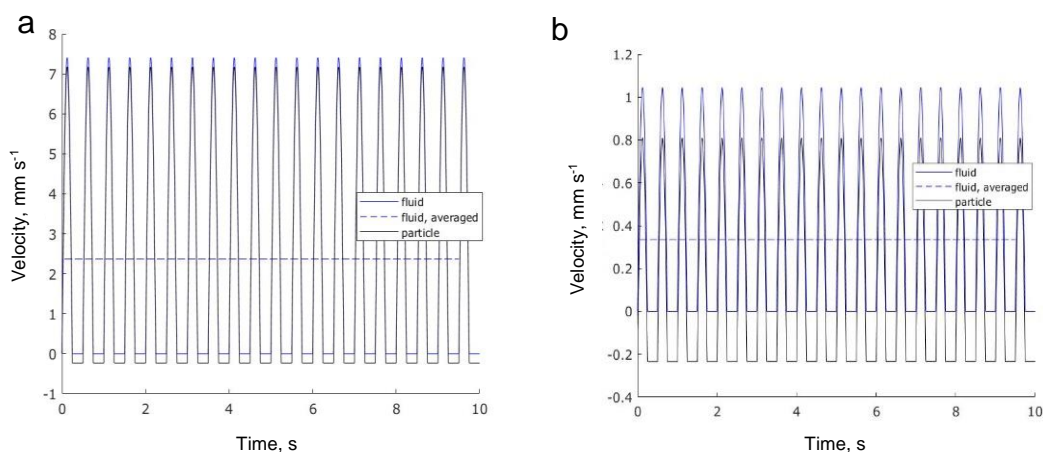 a
8
7
6
5
4
3
2
1
0
-1
Velocity, mm s-1
fluid
fluid, averaged
particle
0 2 4 6 8 10
Time, s
b
1.2
1
0.8
0.6
0.4
0.2
0
-0.2
-0.4
Velocity, mm s-1
fluid
fluid, averaged
particle
0 2 4 6 8 10
Time, s